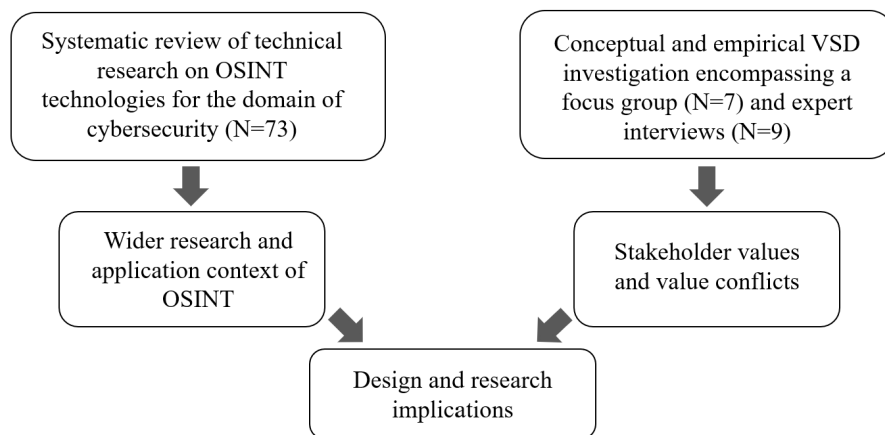 Systematic review of technical
research on OSINT
technologies for the domain of
cybersecurity (N=73)
Conceptual and empirical VSD
investigation encompassing a
focus group (N=7) and expert
interviews (N=9)
Wider research and
application context of
OSINT
Stakeholder values
and value conflicts
Design and research
implications